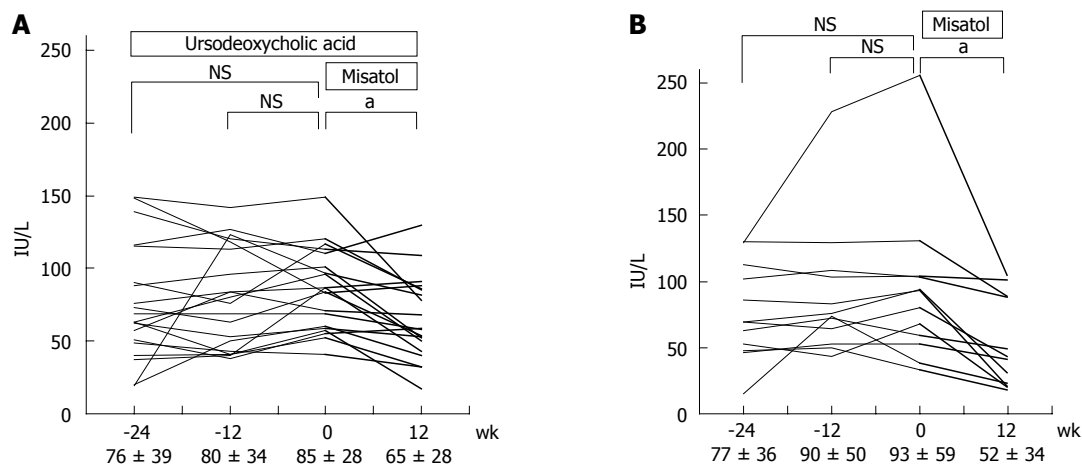 A
Ursodeoxycholic acid
NS
Misatol
NS
a
250
200
150
100
50
0
IU/L
-24 -12 0 12 wk
76 ± 39 80 ± 34 85 ± 28 65 ± 28
B
NS
Misatol
NS
a
250
200
150
100
50
0
IU/L
-24 -12 0 12 wk
77 ± 36 90 ± 50 93 ± 59 52 ± 34